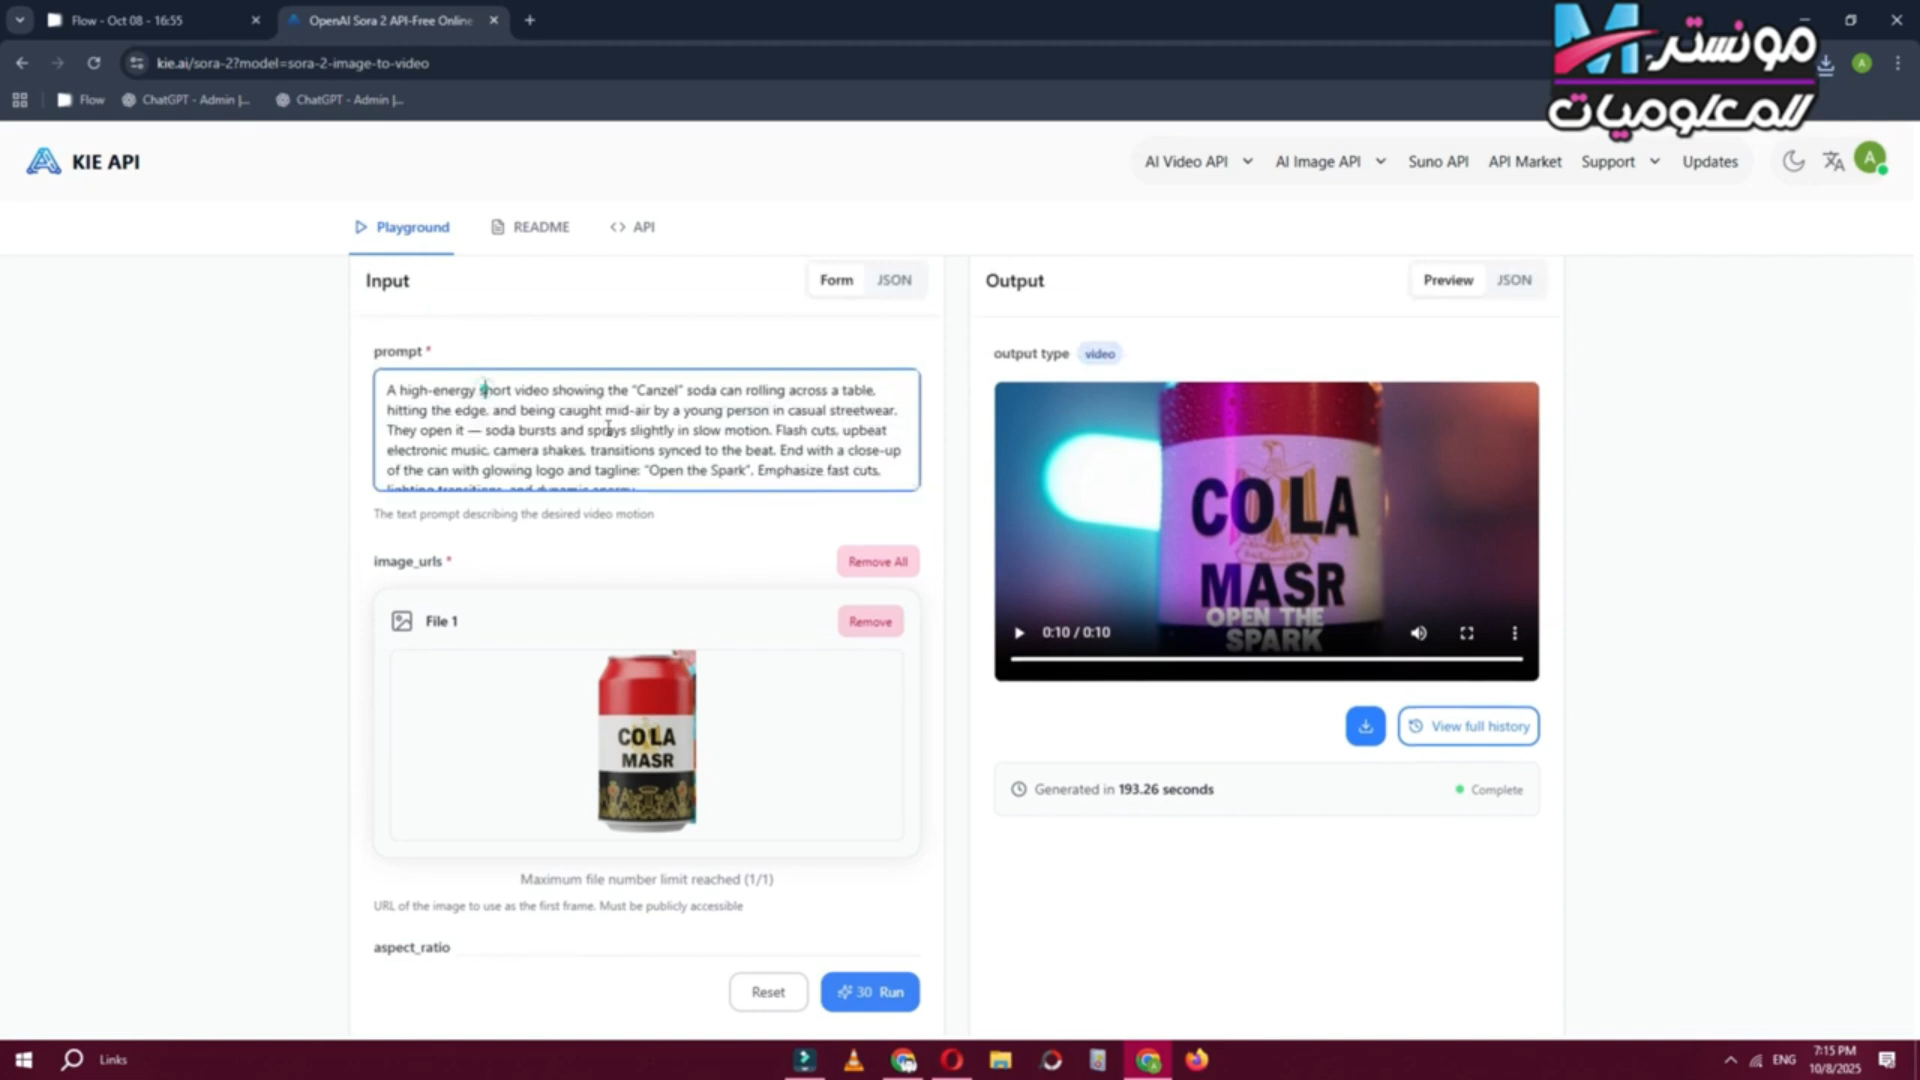 Flow - Oct 08 - 16:55
OpenAI Sora 2 API-Free Online
kie.ai/sora-2?model=sora-2-image-to-video
A
Flow
ChatGPT - Admin |...
ChatGPT - Admin |...
مونستر
للمعلوميات
KIE API
AI Video API
AI Image API
Suno API
API Market
Support
Updates
A
Playground
README
<> API
Input
Form
JSON
Output
Preview
JSON
prompt *
A high-energy short video showing the "Canzel" soda can rolling across a table,
hitting the edge, and being caught mid-air by a young person in casual streetwear.
They open it — soda bursts and sprays slightly in slow motion. Flash cuts, upbeat
electronic music, camera shakes, transitions synced to the beat. End with a close-up
of the can with glowing logo and tagline: "Open the Spark". Emphasize fast cuts,
lighting transitions, and dynamic energy.
The text prompt describing the desired video motion
image_urls *
Remove All
File 1
Remove
COLA
MASR
Maximum file number limit reached (1/1)
URL of the image to use as the first frame. Must be publicly accessible
aspect_ratio
Reset
30 Run
output type
video
COLA
MASR
OPEN THE
SPARK
0:10 / 0:10
View full history
Generated in 193.26 seconds
Complete
Links
ENG
7:15 PM
10/8/2025